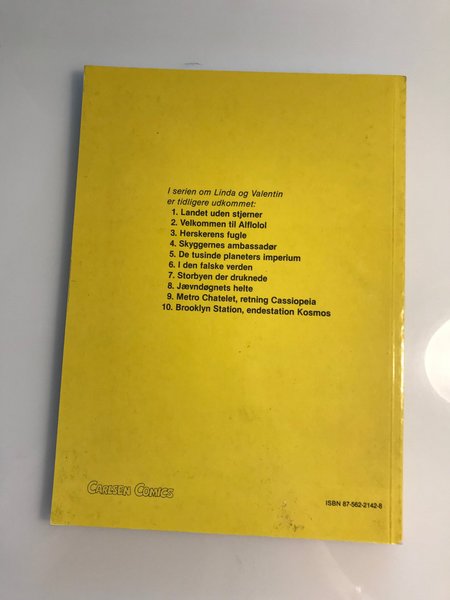 I serien om Linda og Valentin
er tidligere udkommet:
1. Landet uden stjerner
2. Velkommen til Alflolol
3. Herskerens fugle
4. Skyggernes ambassadør
5. De tusinde planeters imperium
6. I den falske verden
7. Storbyen der druknede
8. Jævndøgnets helte
9. Metro Chatelet, retning Cassiopeia
10. Brooklyn Station, endestation Kosmos
CARLSEN COMICS
ISBN 87-562-2142-8